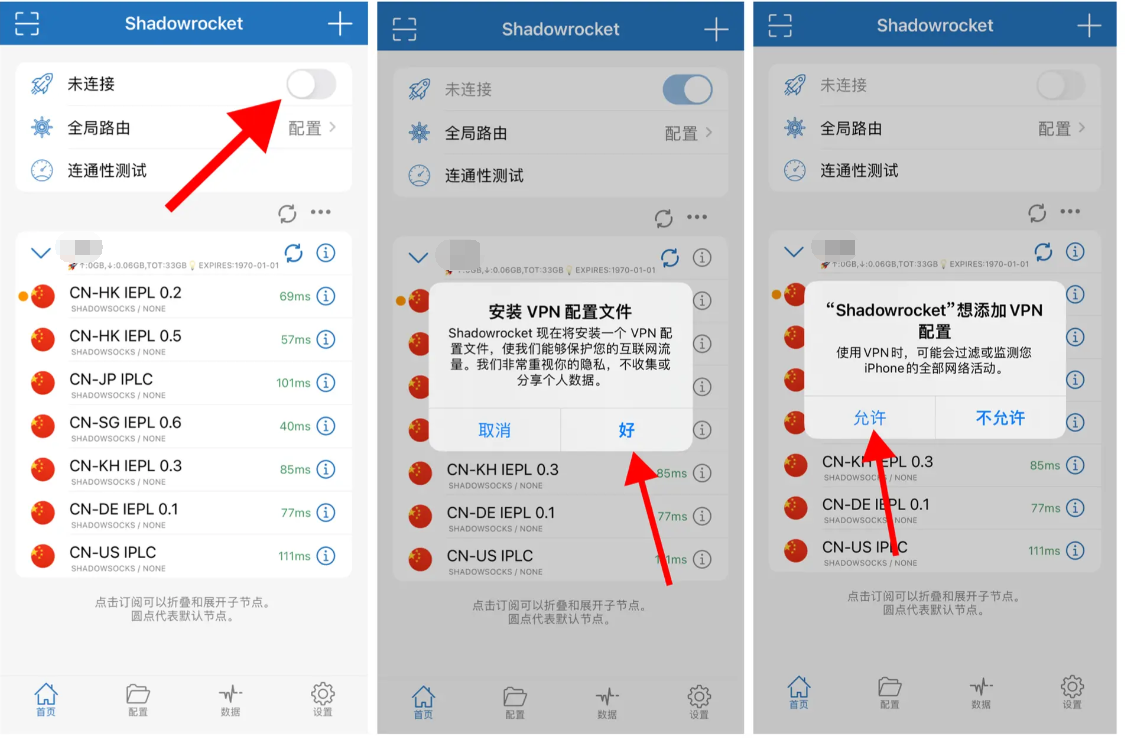 Shadowrocket
未连接
全局路由
配置
连通性测试
↑:0GB,↓:0.06GB,TOT:33GB💡EXPIRES:1970-01-01
CN-HK IEPL 0.2
SHADOWSOCKS / NONE
69ms
CN-HK IEPL 0.5
SHADOWSOCKS / NONE
57ms
CN-JP IPLC
SHADOWSOCKS / NONE
101ms
CN-SG IEPL 0.6
SHADOWSOCKS / NONE
40ms
CN-KH IEPL 0.3
SHADOWSOCKS / NONE
85ms
CN-DE IEPL 0.1
SHADOWSOCKS / NONE
77ms
CN-US IPLC
SHADOWSOCKS / NONE
111ms
点击订阅可以折叠和展开子节点。
圆点代表默认节点。
首页
配置
数据
设置
Shadowrocket
未连接
全局路由
配置
连通性测试
↑:0GB,↓:0.06GB,TOT:33GB💡EXPIRES:1970-01-01
安装 VPN 配置文件
Shadowrocket 现在将安装一个 VPN 配
置文件，使我们能够保护您的互联网流
量。我们非常重视你的隐私，不收集或
分享个人数据。
取消
好
CN-KH IEPL 0.3
SHADOWSOCKS / NONE
85ms
CN-DE IEPL 0.1
SHADOWSOCKS / NONE
77ms
CN-US IPLC
SHADOWSOCKS / NONE
点击订阅可以折叠和展开子节点。
圆点代表默认节点。
首页
配置
数据
设置
Shadowrocket
未连接
全局路由
配置
连通性测试
↑:0GB,↓:0.06GB,TOT:33GB💡EXPIRES:1970-01-01
“Shadowrocket”想添加 VPN
配置
使用VPN时，可能会过滤或监测您
iPhone的全部网络活动。
允许
不允许
CN-KH IEPL 0.3
SHADOWSOCKS / NONE
85ms
CN-DE IEPL 0.1
SHADOWSOCKS / NONE
77ms
CN-US IPLC
SHADOWSOCKS / NONE
111ms
点击订阅可以折叠和展开子节点。
圆点代表默认节点。
首页
配置
数据
设置